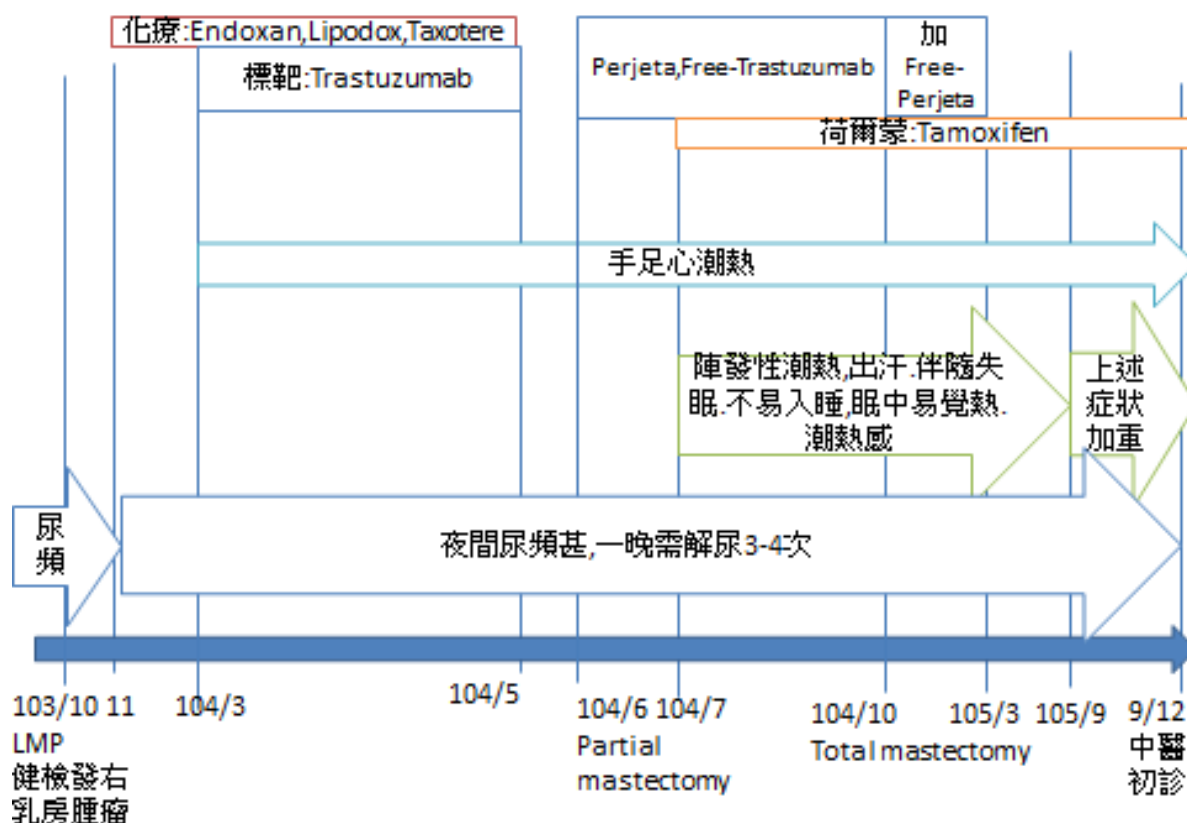 化療:Endoxan,Lipodox,Taxotere
標靶:Trastuzumab
Perjeta,Free-Trastuzumab
加
Free-
Perjeta
荷爾蒙:Tamoxifen
手足心潮熱
陣發性潮熱,出汗.伴隨失
眠.不易入睡,眠中易覺熱.
潮熱感
上述
症狀
加重
尿
頻
夜間尿頻甚,一晚需解尿3-4次
103/10 11
104/3
104/5
104/6 104/7
104/10
105/3
105/9
9/12
LMP
健檢發右
乳房腫瘤
Partial
mastectomy
Total mastectomy
中醫
初診